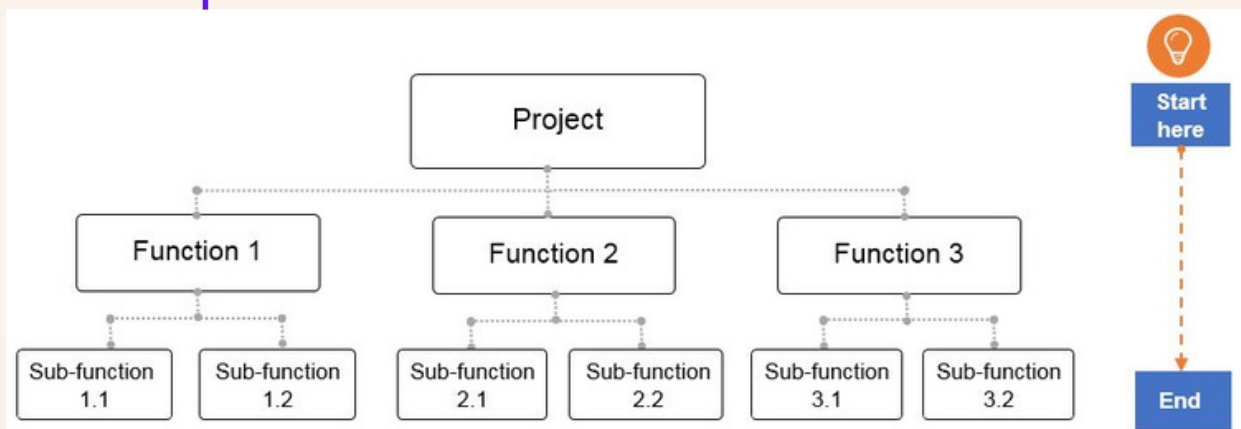 Project
Start
here
Function 1
Function 2
Function 3
Sub-function
1.1
Sub-function
1.2
Sub-function
2.1
Sub-function
2.2
Sub-function
3.1
Sub-function
3.2
End